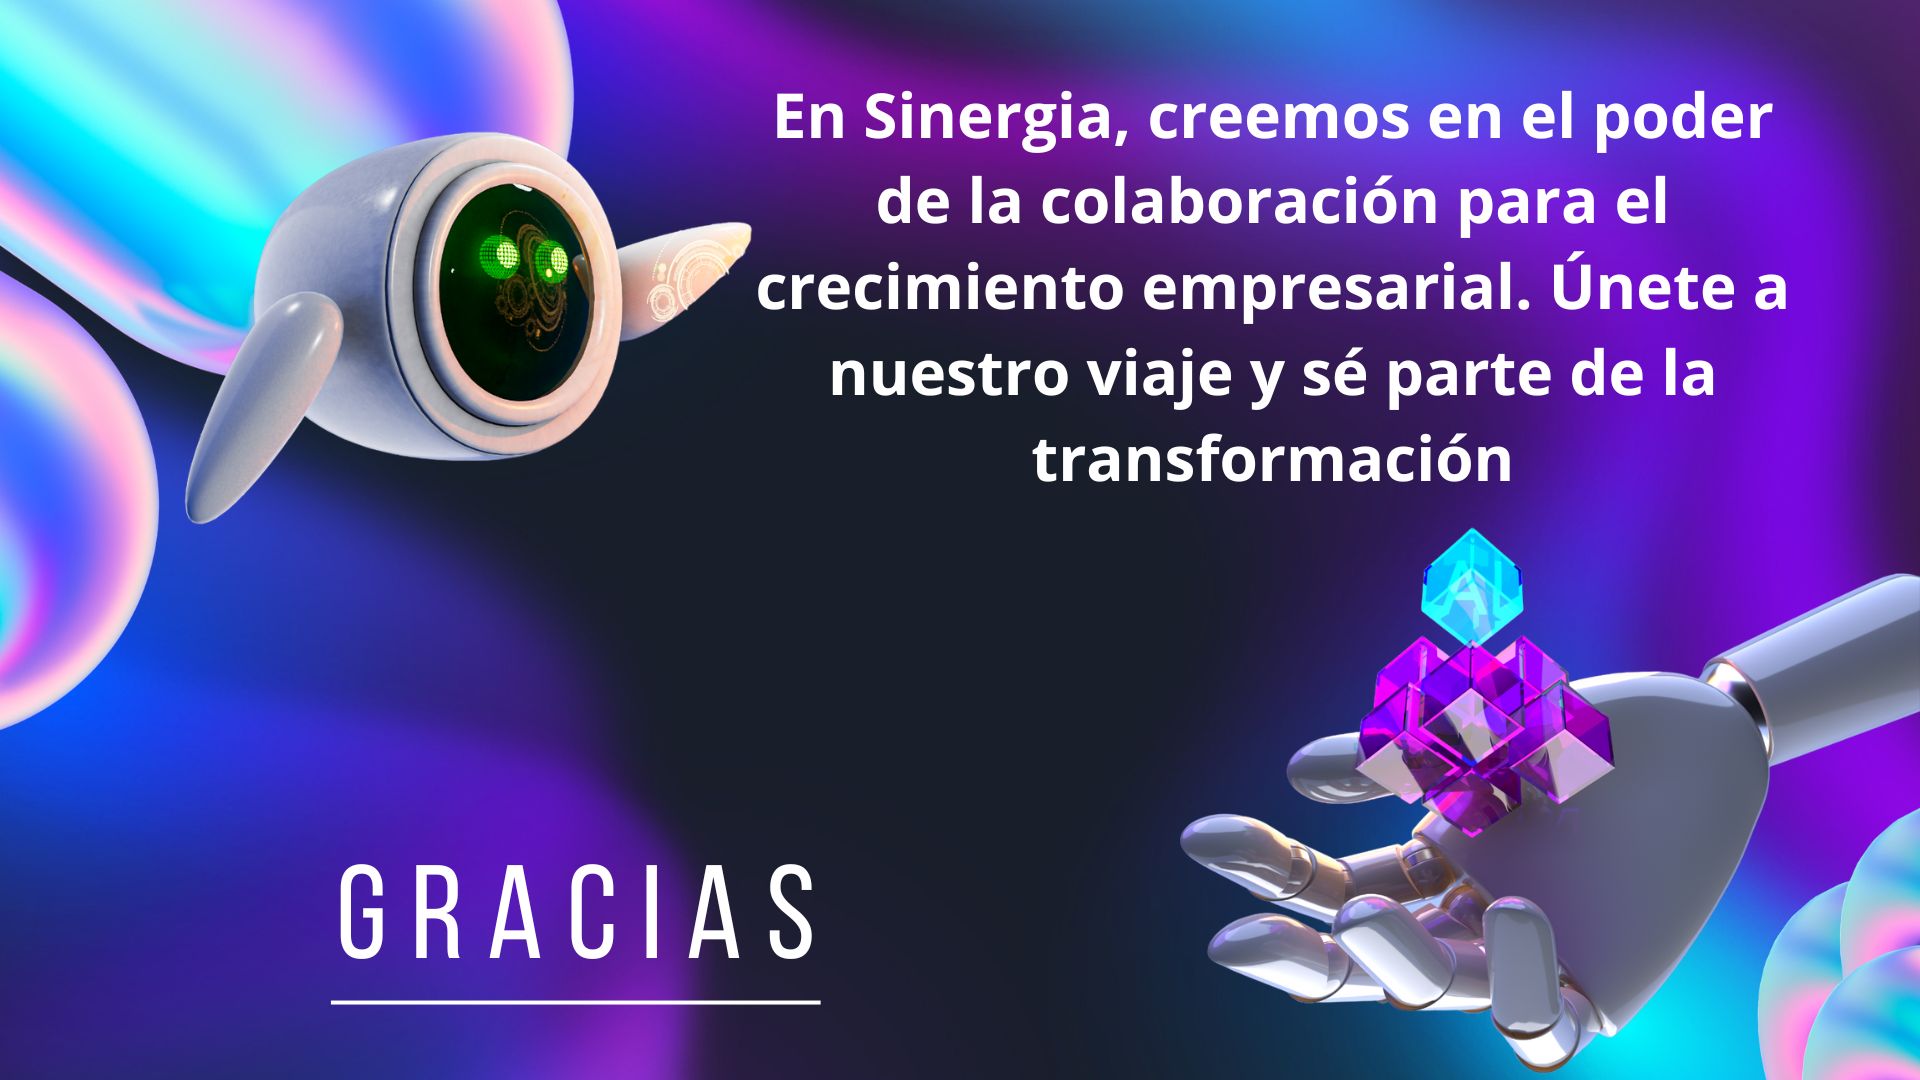 En Sinergia, creemos en el poder
de la colaboración para el
crecimiento empresarial. Únete a
nuestro viaje y sé parte de la
transformación
AI
GRACIAS